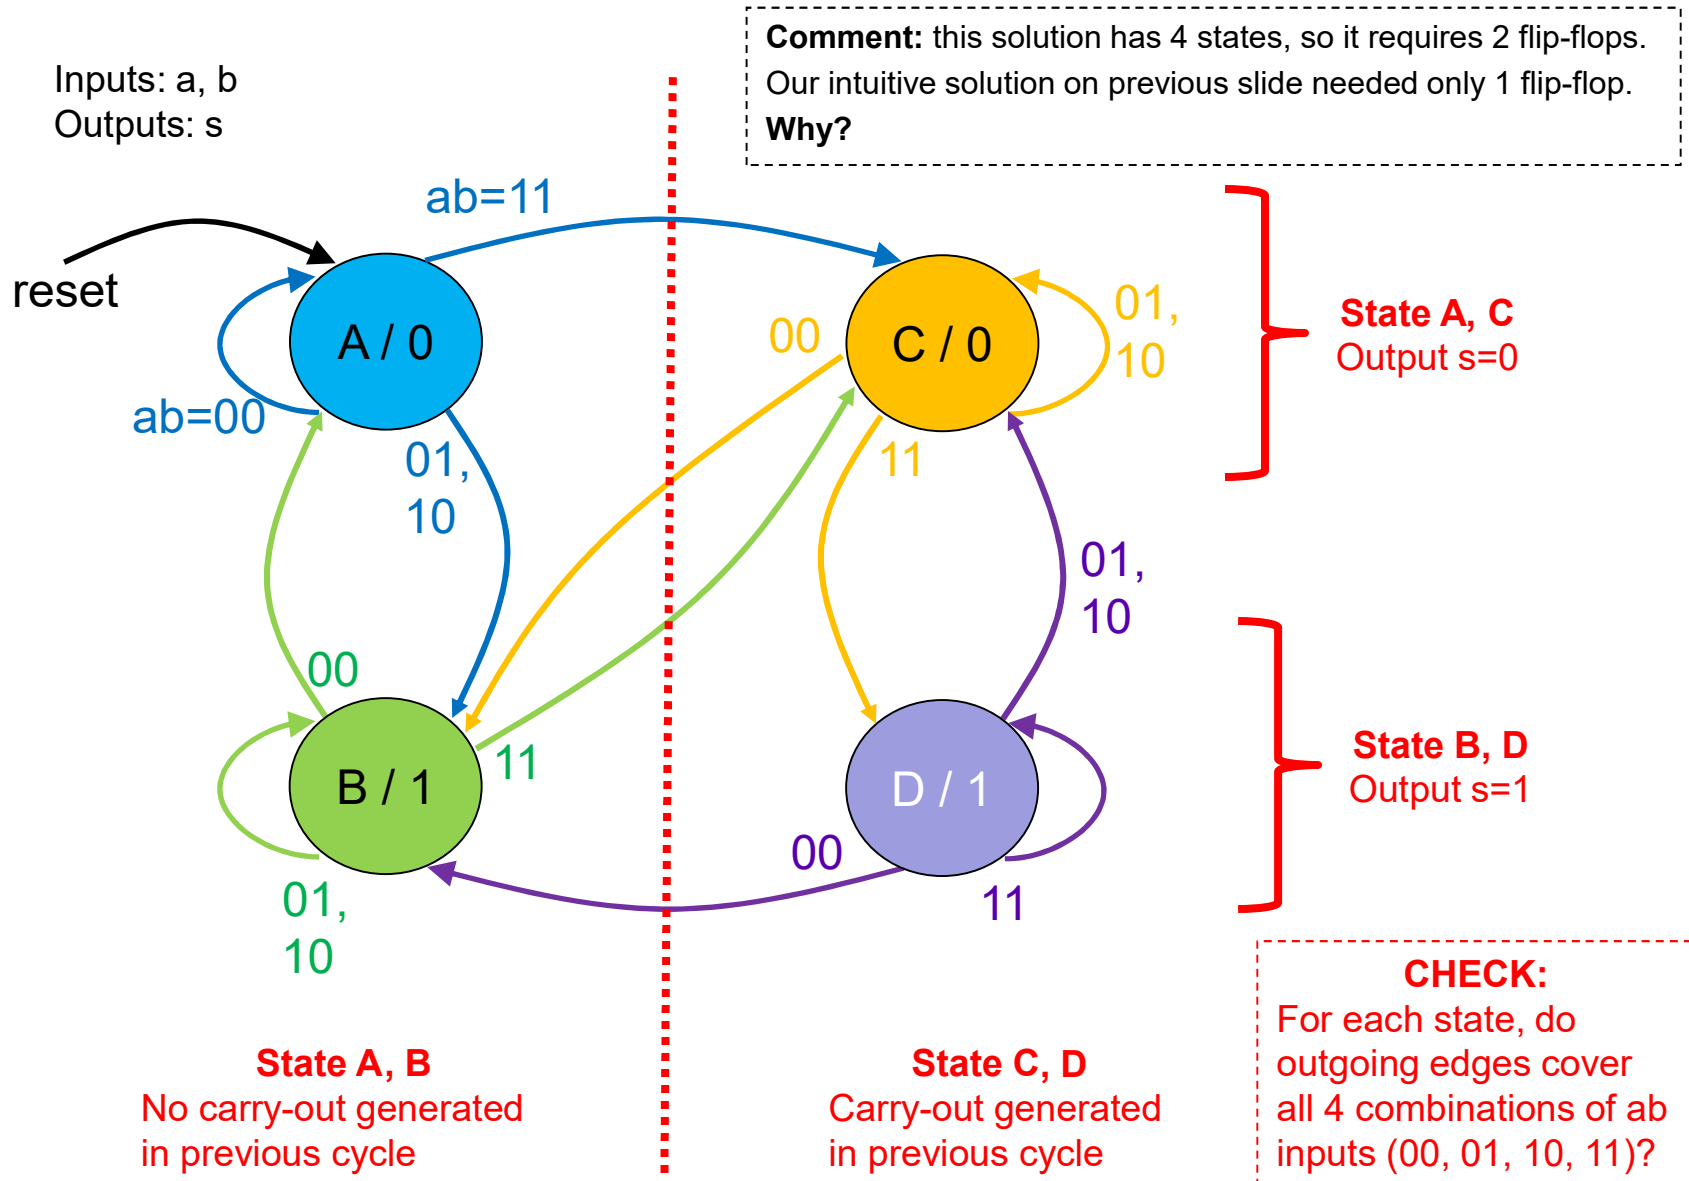 Comment: this solution has 4 states, so it requires 2 flip-flops.
Our intuitive solution on previous slide needed only 1 flip-flop.
Why?
Inputs: a, b
Outputs: s
ab=11
reset
A / 0
ab=00
01,
10
00
C / 0
01,
10
11
State A, C
Output s=0
01,
10
00
B / 1
11
01,
10
D / 1
00
11
State B, D
Output s=1
State A, B
No carry-out generated
in previous cycle
State C, D
Carry-out generated
in previous cycle
CHECK:
For each state, do
outgoing edges cover
all 4 combinations of ab
inputs (00, 01, 10, 11)?